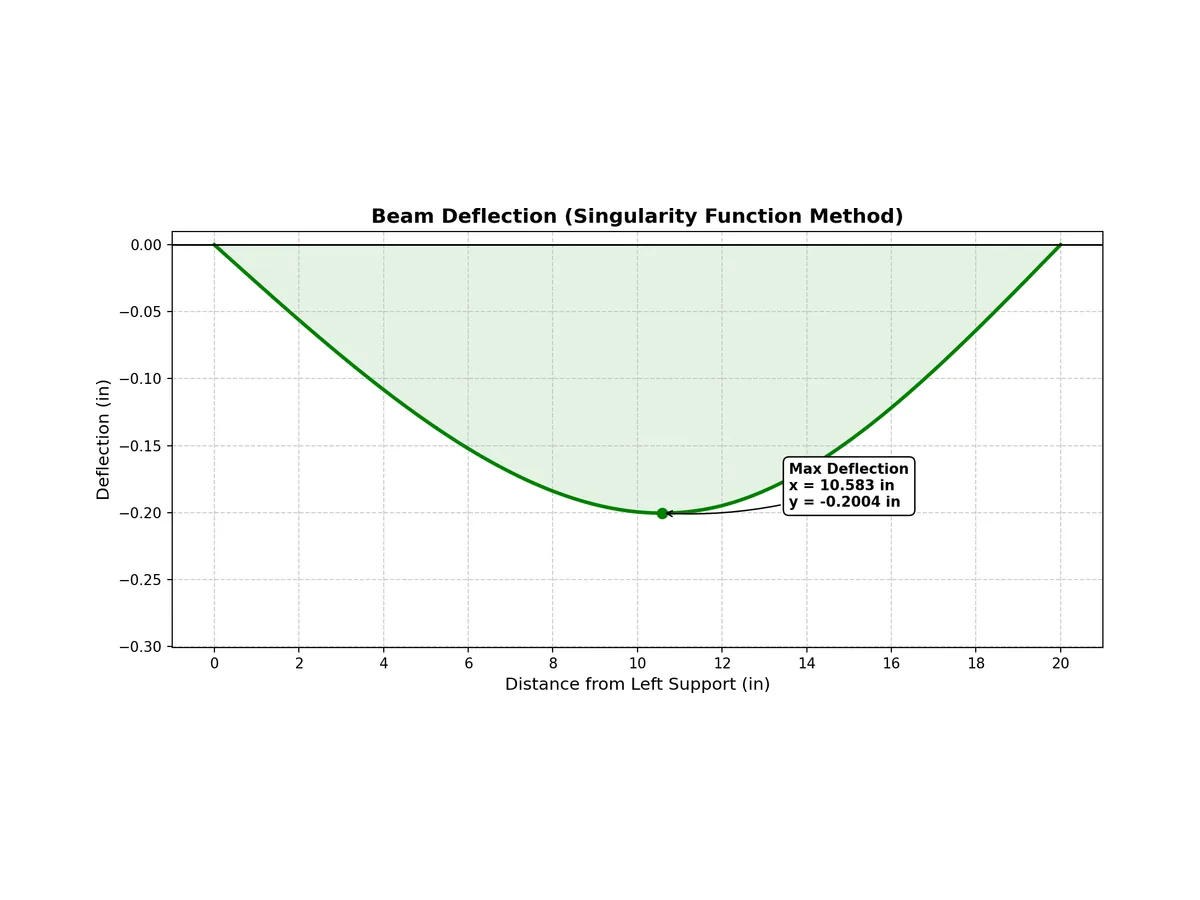 Beam Deflection (Singularity Function Method)
Deflection (in)
0.00
−0.05
−0.10
−0.15
−0.20
−0.25
−0.30
Max Deflection
x = 10.583 in
y = -0.2004 in
0 2 4 6 8 10 12 14 16 18 20
Distance from Left Support (in)